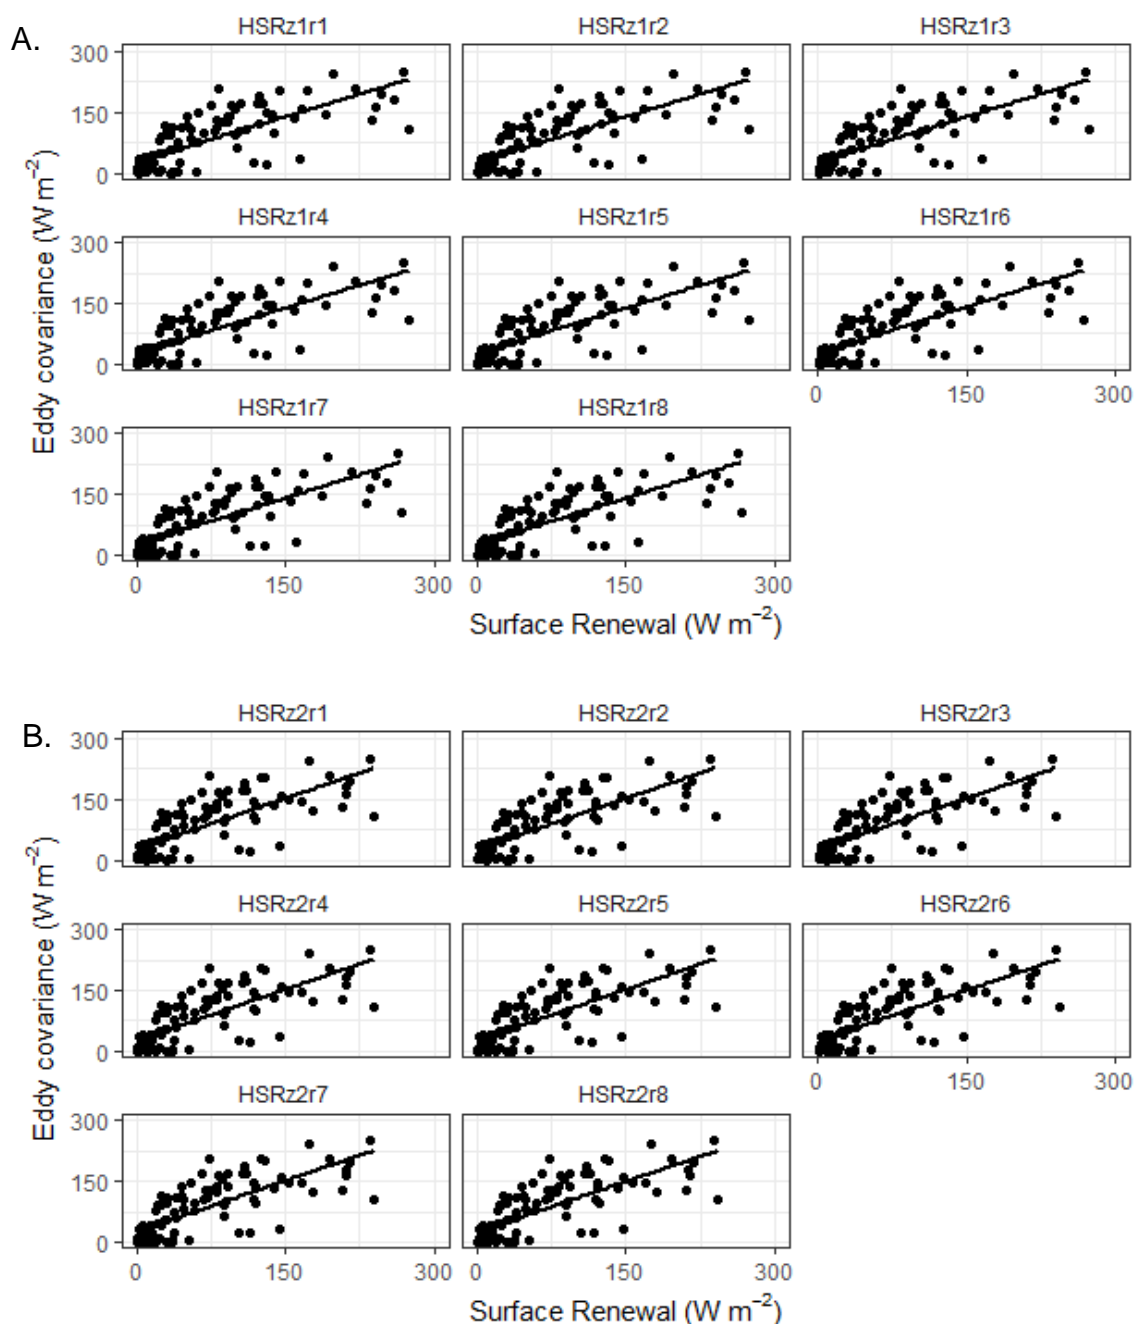 A.
HSRz1r1 HSRz1r2 HSRz1r3
300
150
0
HSRz1r4 HSRz1r5 HSRz1r6
300
150
0
0 150 300
HSRz1r7 HSRz1r8
300
150
0
0 150 300 0 150 300
Eddy covariance (W m⁻²)
Surface Renewal (W m⁻²)
B.
HSRz2r1 HSRz2r2 HSRz2r3
300
150
0
HSRz2r4 HSRz2r5 HSRz2r6
300
150
0
0 150 300
HSRz2r7 HSRz2r8
300
150
0
0 150 300 0 150 300
Eddy covariance (W m⁻²)
Surface Renewal (W m⁻²)